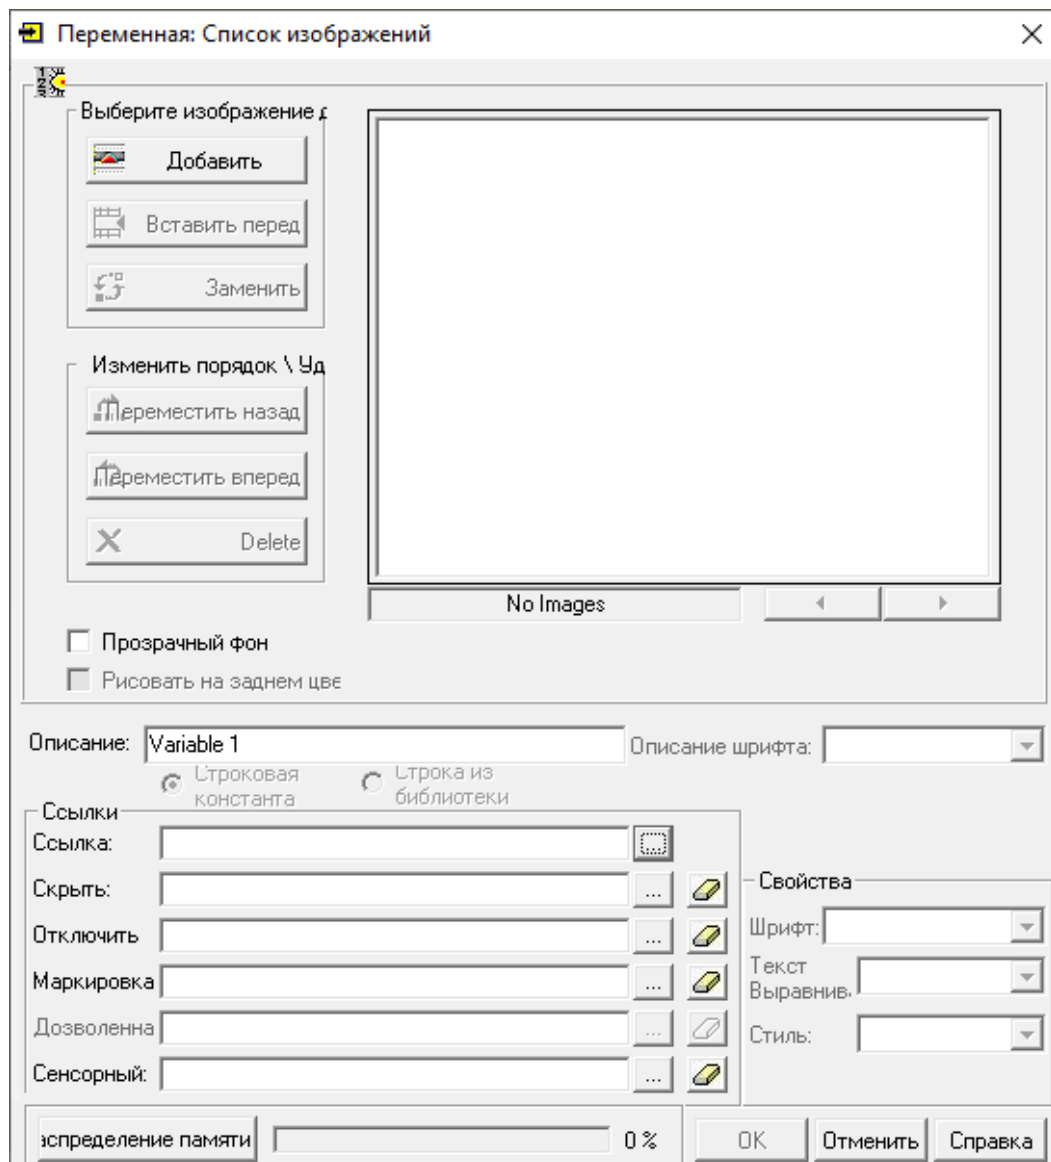 Переменная: Список изображений
Выберите изображение д
Добавить
Вставить перед
Заменить
Изменить порядок \ Уд
Переместить назад
Переместить вперед
Delete
No Images
Прозрачный фон
Рисовать на заднем цве
Описание: Variable 1 Описание шрифта:
Строковая константа
Строка из библиотеки
Ссылки
Ссылка: ...
Скрыть: ...
Отключить ...
Маркировка ...
Дозволенна ...
Сенсорный: ...
Свойства
Шрифт:
Текст
Выравнив.
Стиль:
аспределение памяти 0 % OK Отменить Справка